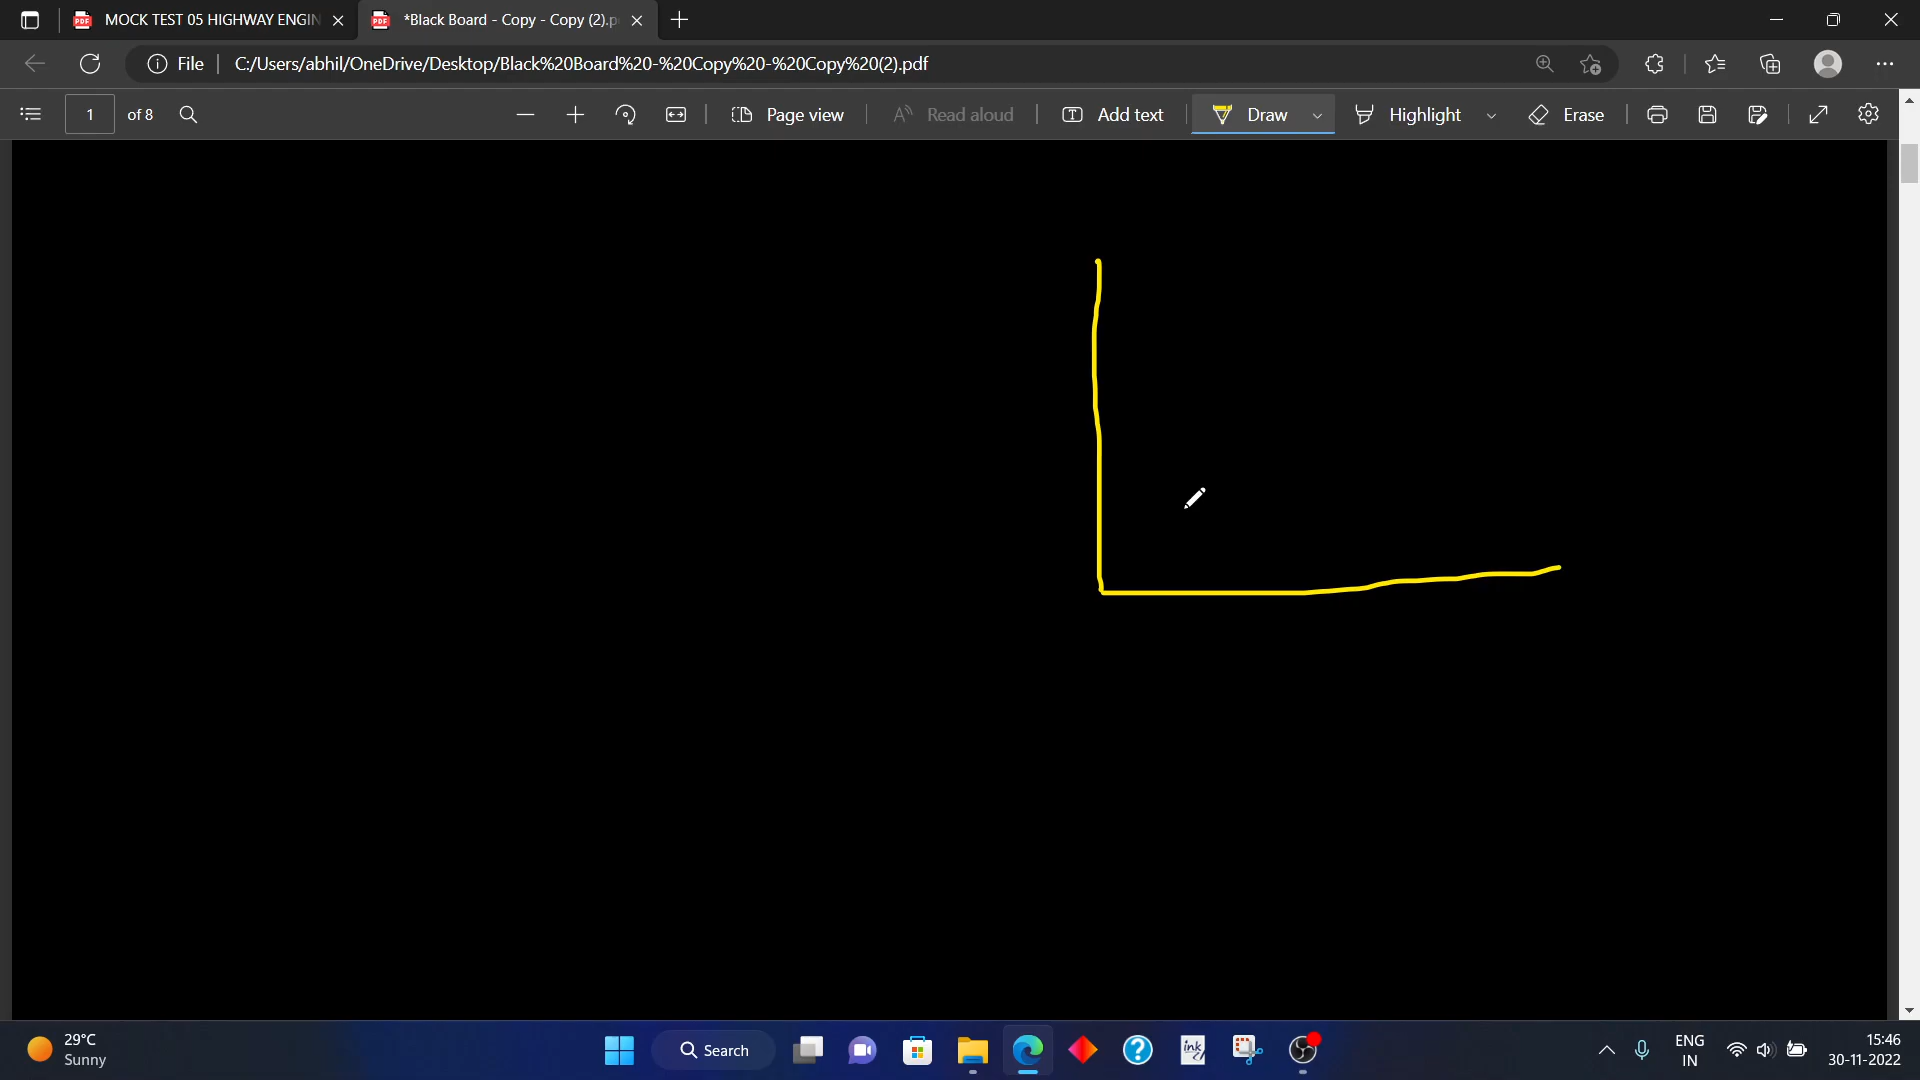 MOCK TEST 05 HIGHWAY ENGIN
*Black Board - Copy - Copy (2).p
File
C:/Users/abhil/OneDrive/Desktop/Black%20Board%20-%20Copy%20-%20Copy%20(2).pdf
1 of 8
Page view
Read aloud
Add text
Draw
Highlight
Erase
29°C
Sunny
Search
ink
ENG
IN
15:46
30-11-2022